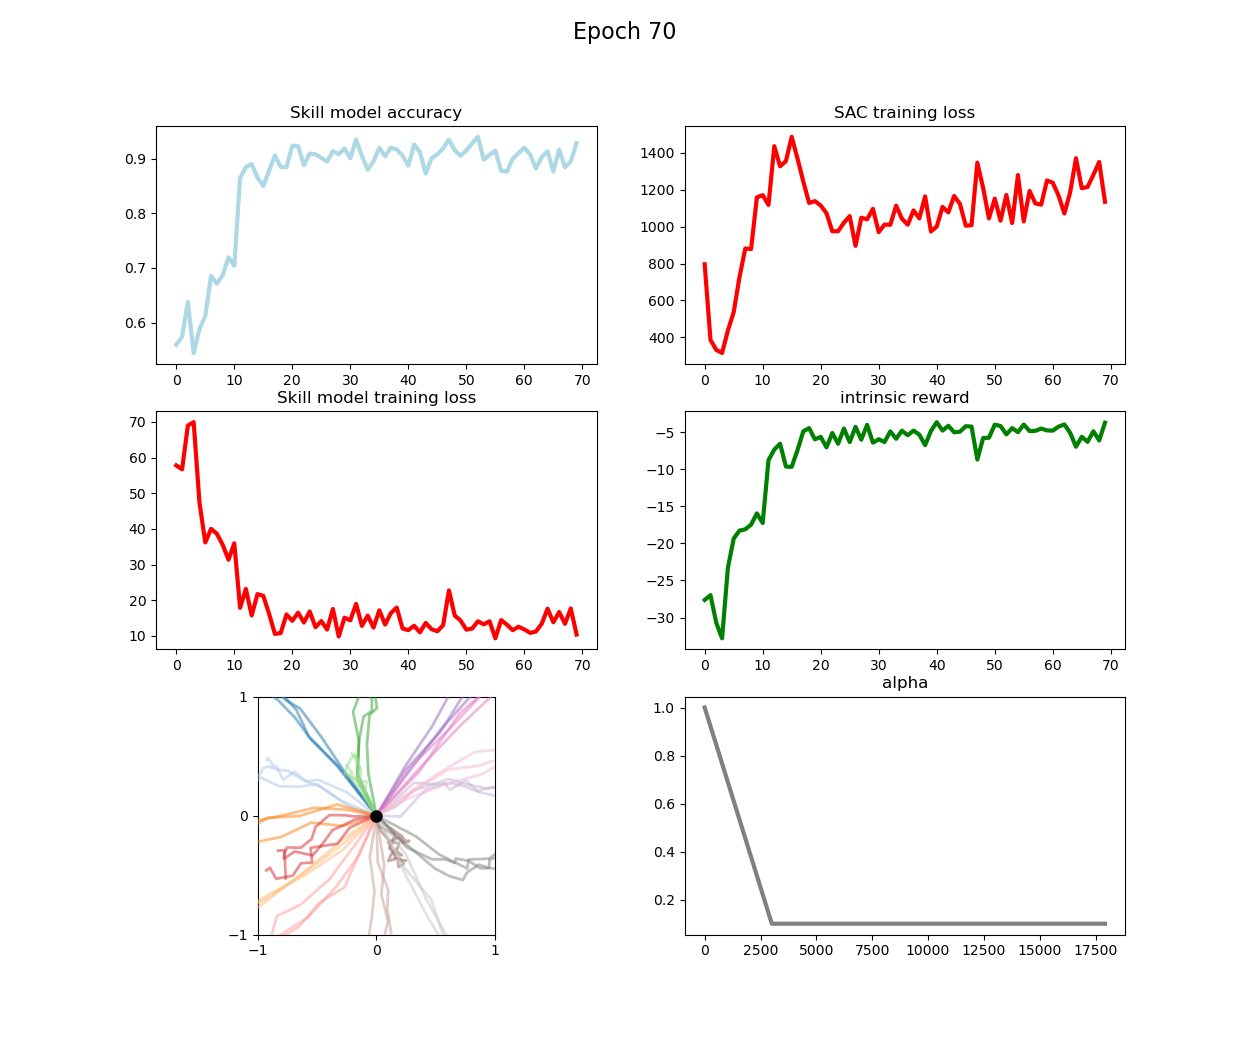 Epoch 70
Skill model accuracy
SAC training loss
0.9
0.8
0.7
0.6
0 10 20 30 40 50 60 70
1400
1200
1000
800
600
400
0 10 20 30 40 50 60 70
Skill model training loss
intrinsic reward
70
60
50
40
30
20
10
0 10 20 30 40 50 60 70
−5
−10
−15
−20
−25
−30
0 10 20 30 40 50 60 70
alpha
1
0
−1
−1 0 1
1.0
0.8
0.6
0.4
0.2
0 2500 5000 7500 10000 12500 15000 17500